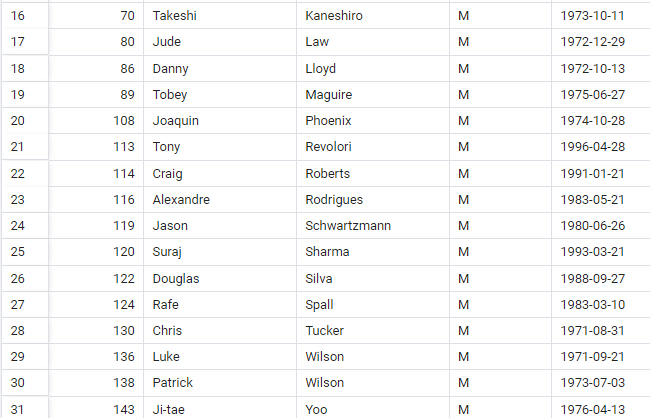 16 70 Takeshi Kaneshiro M 1973-10-11
17 80 Jude Law M 1972-12-29
18 86 Danny Lloyd M 1972-10-13
19 89 Tobey Maguire M 1975-06-27
20 108 Joaquin Phoenix M 1974-10-28
21 113 Tony Revolori M 1996-04-28
22 114 Craig Roberts M 1991-01-21
23 116 Alexandre Rodrigues M 1983-05-21
24 119 Jason Schwartzmann M 1980-06-26
25 120 Suraj Sharma M 1993-03-21
26 122 Douglas Silva M 1988-09-27
27 124 Rafe Spall M 1983-03-10
28 130 Chris Tucker M 1971-08-31
29 136 Luke Wilson M 1971-09-21
30 138 Patrick Wilson M 1973-07-03
31 143 Ji-tae Yoo M 1976-04-13